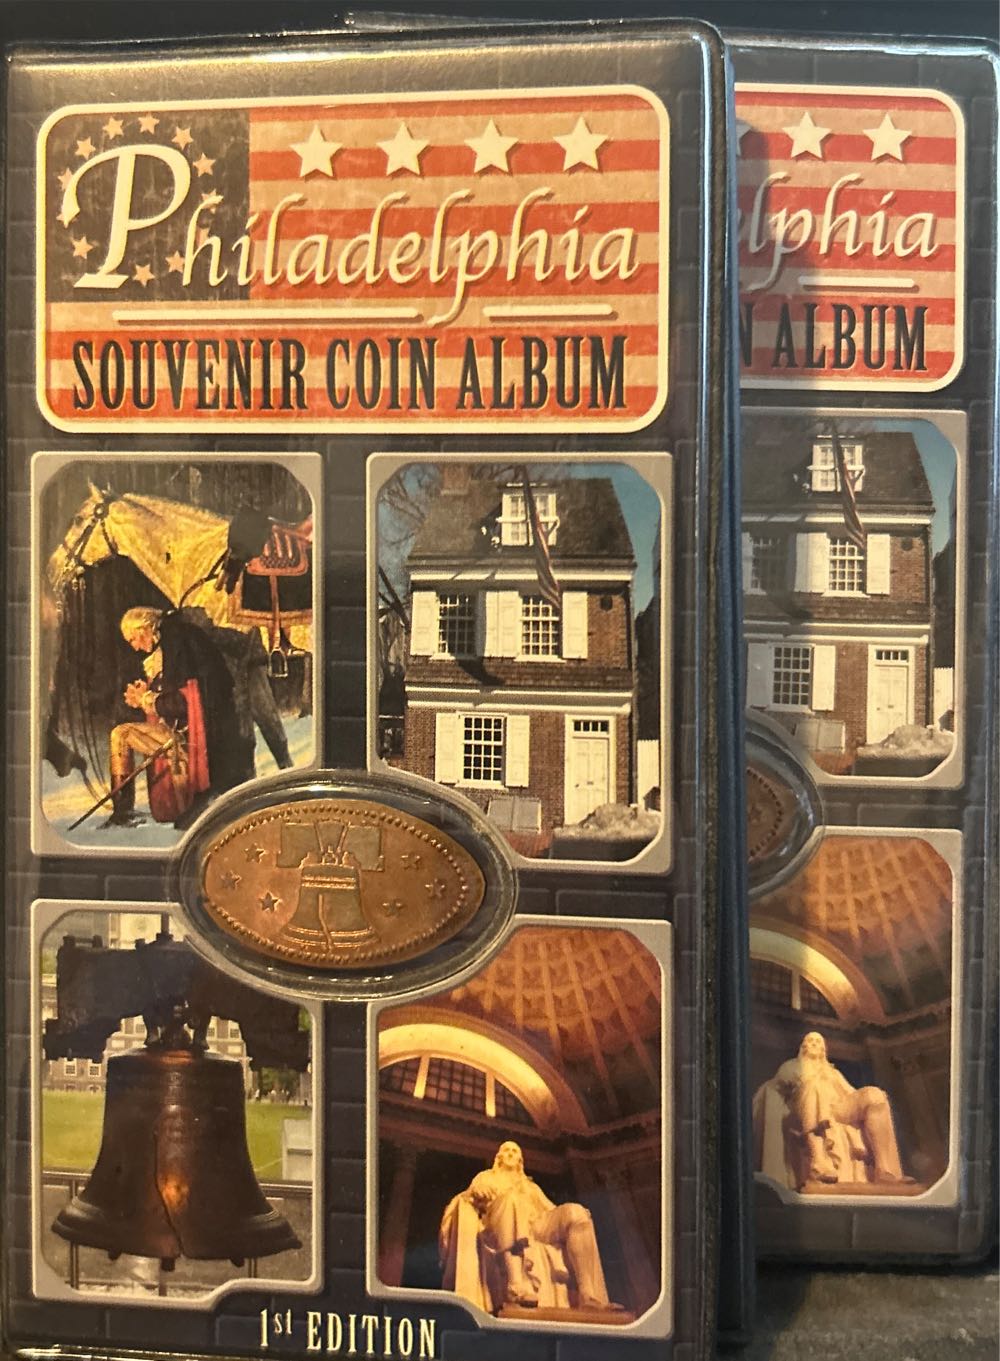 Philadelphia
SOUVENIR COIN ALBUM
1st EDITION
lphia
N ALBUM